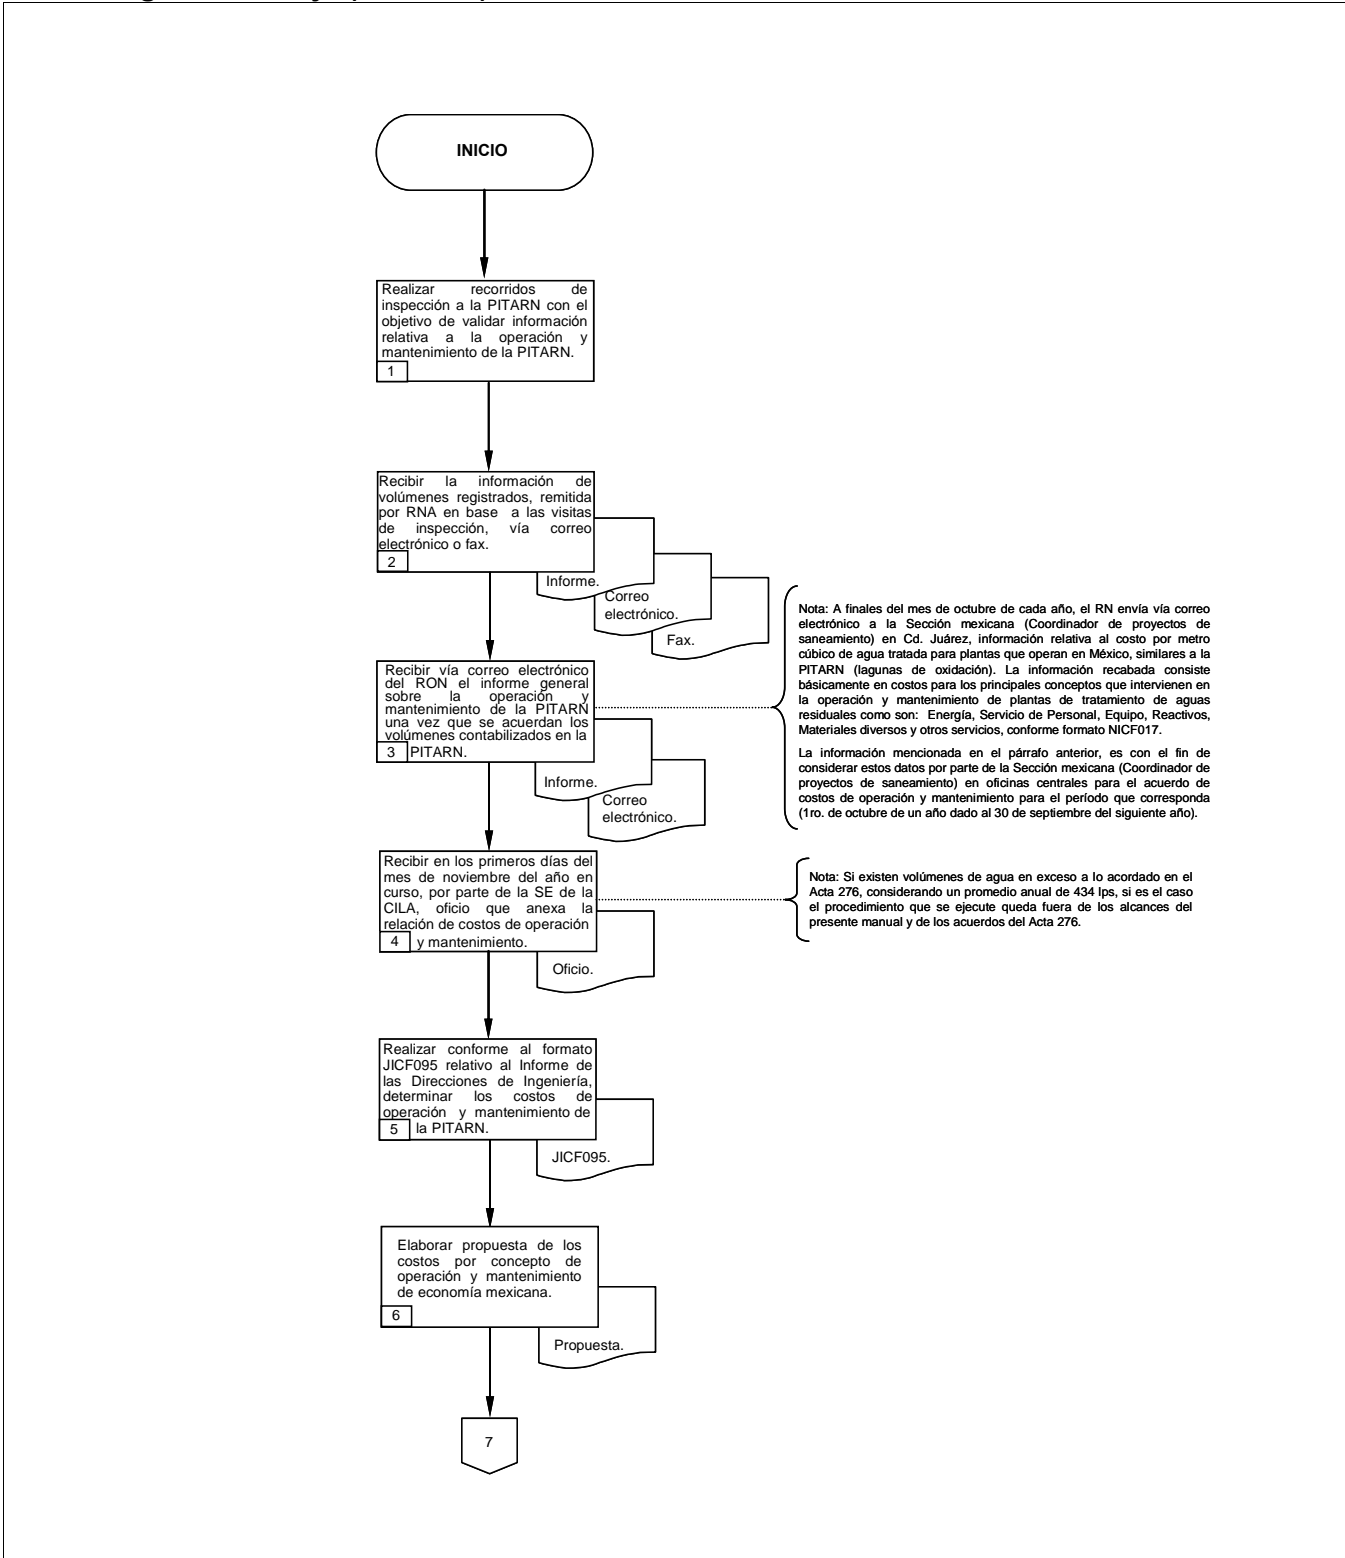 INICIO
Realizar recorridos de
inspección a la PITARN con el
objetivo de validar información
relativa a la operación y
mantenimiento de la PITARN.
1
Recibir la información de
volúmenes registrados, remitida
por RNA en base a las visitas
de inspección, vía correo
electrónico o fax.
2
Informe.
Correo
electrónico.
Fax.
Recibir vía correo electrónico
del RON el informe general
sobre la operación y
mantenimiento de la PITARN
una vez que se acuerdan los
volúmenes contabilizados en la
PITARN.
3
Informe.
Correo
electrónico.
Nota: A finales del mes de octubre de cada año, el RN envía vía correo
electrónico a la Sección mexicana (Coordinador de proyectos de
saneamiento) en Cd. Juárez, información relativa al costo por metro
cúbico de agua tratada para plantas que operan en México, similares a la
PITARN (lagunas de oxidación). La información recabada consiste
básicamente en costos para los principales conceptos que intervienen en
la operación y mantenimiento de plantas de tratamiento de aguas
residuales como son: Energía, Servicio de Personal, Equipo, Reactivos,
Materiales diversos y otros servicios, conforme formato NICF017.
La información mencionada en el párrafo anterior, es con el fin de
considerar estos datos por parte de la Sección mexicana (Coordinador de
proyectos de saneamiento) en oficinas centrales para el acuerdo de
costos de operación y mantenimiento para el período que corresponda
(1ro. de octubre de un año dado al 30 de septiembre del siguiente año).
Recibir en los primeros días del
mes de noviembre del año en
curso, por parte de la SE de la
CILA, oficio que anexa la
relación de costos de operación
y mantenimiento.
4
Oficio.
Nota: Si existen volúmenes de agua en exceso a lo acordado en el
Acta 276, considerando un promedio anual de 434 lps, si es el caso
el procedimiento que se ejecute queda fuera de los alcances del
presente manual y de los acuerdos del Acta 276.
Realizar conforme al formato
JICF095 relativo al Informe de
las Direcciones de Ingeniería,
determinar los costos de
operación y mantenimiento de
la PITARN.
5
JICF095.
Elaborar propuesta de los
costos por concepto de
operación y mantenimiento
de economía mexicana.
6
Propuesta.
7